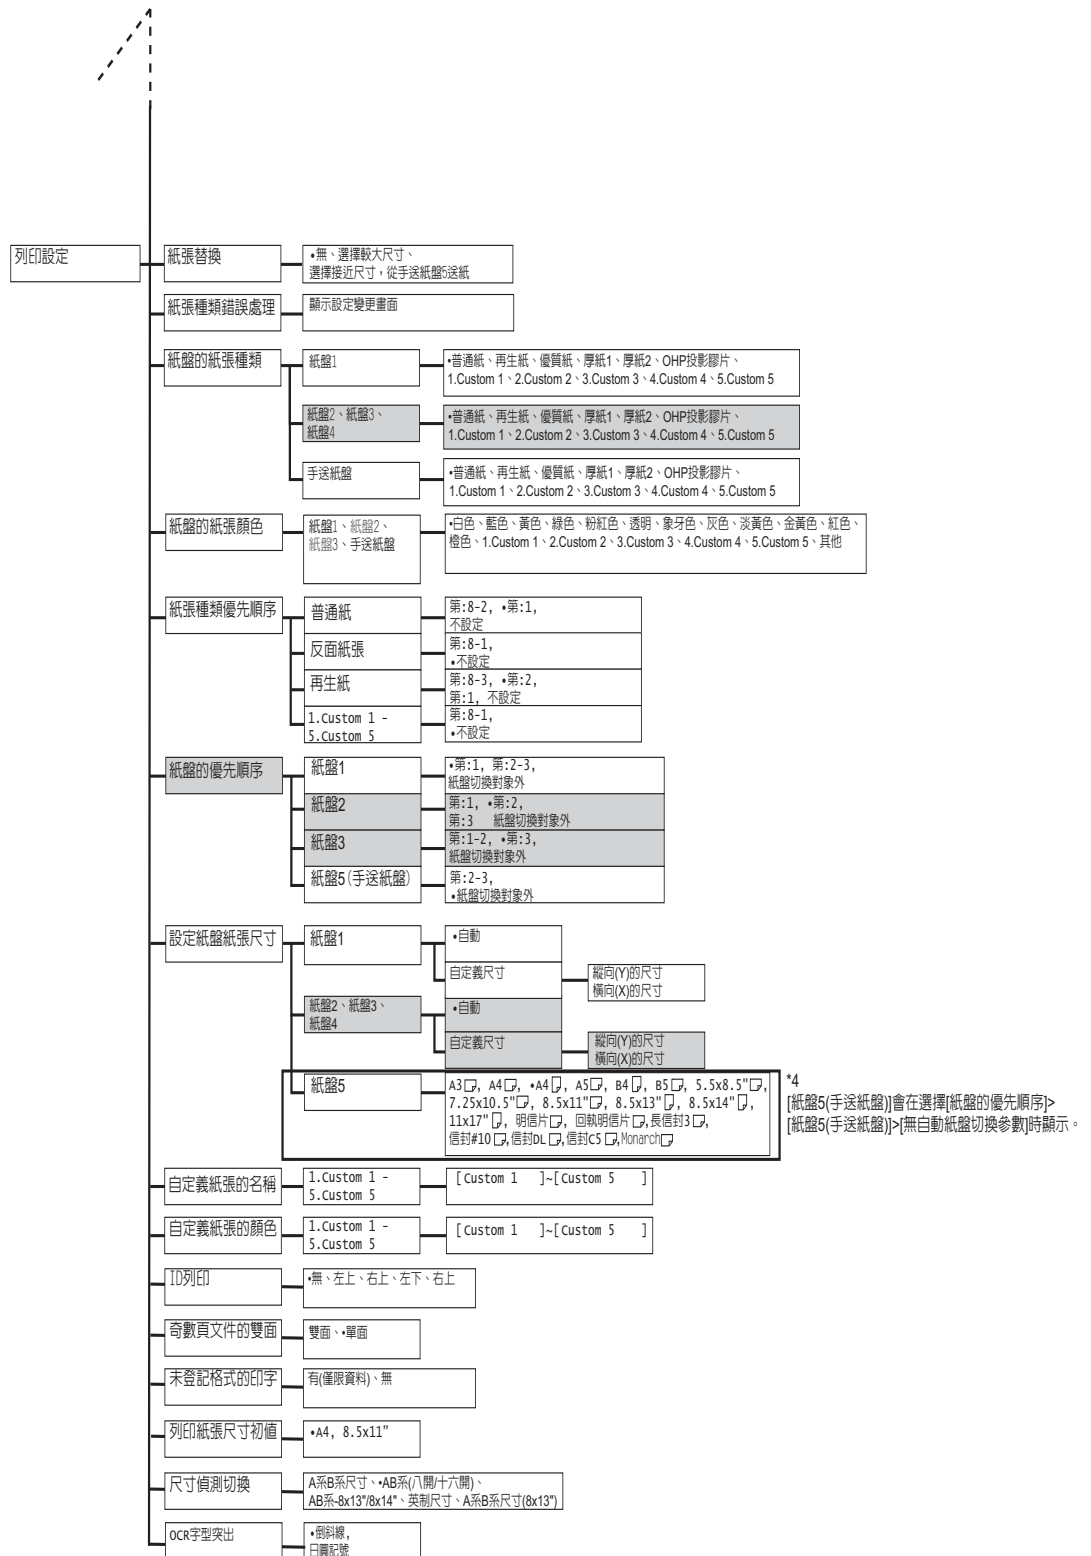 列印設定
紙張替換
•無、選擇較大尺寸、
選擇接近尺寸，從手送紙盤5送紙
紙張種類錯誤處理
顯示設定變更畫面
紙盤的紙張種類
紙盤1
•普通紙、再生紙、優質紙、厚紙1、厚紙2、OHP投影膠片、
1.Custom 1、2.Custom 2、3.Custom 3、4.Custom 4、5.Custom 5
紙盤2、紙盤3、
紙盤4
•普通紙、再生紙、優質紙、厚紙1、厚紙2、OHP投影膠片、
1.Custom 1、2.Custom 2、3.Custom 3、4.Custom 4、5.Custom 5
手送紙盤
•普通紙、再生紙、優質紙、厚紙1、厚紙2、OHP投影膠片、
1.Custom 1、2.Custom 2、3.Custom 3、4.Custom 4、5.Custom 5
紙盤的紙張顏色
紙盤1、紙盤2、
紙盤3、手送紙盤
•白色、藍色、黃色、綠色、粉紅色、透明、象牙色、灰色、淡黃色、金黃色、紅色、
橙色、1.Custom 1、2.Custom 2、3.Custom 3、4.Custom 4、5.Custom 5、其他
紙張種類優先順序
普通紙
第:8-2, •第:1,
不設定
反面紙張
第:8-1,
•不設定
再生紙
第:8-3, •第:2,
第:1, 不設定
1.Custom 1 -
5.Custom 5
第:8-1,
•不設定
紙盤的優先順序
紙盤1
•第:1, 第:2-3,
紙盤切換對象外
紙盤2
第:1, •第:2,
第:3 紙盤切換對象外
紙盤3
第:1-2, •第:3,
紙盤切換對象外
紙盤5(手送紙盤)
第:2-3,
•紙盤切換對象外
設定紙盤紙張尺寸
紙盤1
•自動
自定義尺寸
縱向(Y)的尺寸
橫向(X)的尺寸
紙盤2、紙盤3、
紙盤4
•自動
自定義尺寸
縱向(Y)的尺寸
橫向(X)的尺寸
紙盤5
A3, A4, •A4, A5, B4, B5, 5.5x8.5",
7.25x10.5", 8.5x11", 8.5x13", 8.5x14",
11x17", 明信片, 回執明信片,長信封3,
信封#10,信封DL,信封C5,Monarch
*4
[紙盤5(手送紙盤)]會在選擇[紙盤的優先順序]>
[紙盤5(手送紙盤)]>[無自動紙盤切換參數]時顯示。
自定義紙張的名稱
1.Custom 1 -
5.Custom 5
[Custom 1 ]~[Custom 5 ]
自定義紙張的顏色
1.Custom 1 -
5.Custom 5
[Custom 1 ]~[Custom 5 ]
ID列印
•無、左上、右上、左下、右上
奇數頁文件的雙面
雙面、•單面
未登記格式的印字
有(僅限資料)、無
列印紙張尺寸初值
•A4, 8.5x11"
尺寸偵測切換
A系B系尺寸、•AB系(八開/十六開)、
AB系-8x13"/8x14"、英制尺寸、A系B系尺寸(8x13")
OCR字型突出
•倒斜線,
日圓記號